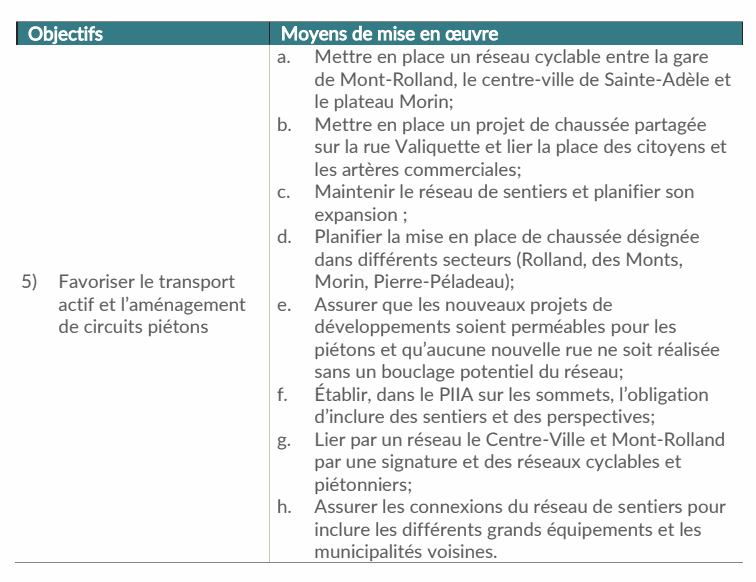 Objectifs
Moyens de mise en œuvre
5) Favoriser le transport
actif et l'aménagement
de circuits piétons
a. Mettre en place un réseau cyclable entre la gare
de Mont-Rolland, le centre-ville de Sainte-Adèle et
le plateau Morin;
b. Mettre en place un projet de chaussée partagée
sur la rue Valiquette et lier la place des citoyens et
les artères commerciales;
c. Maintenir le réseau de sentiers et planifier son
expansion ;
d. Planifier la mise en place de chaussée désignée
dans différents secteurs (Rolland, des Monts,
Morin, Pierre-Péladeau);
e. Assurer que les nouveaux projets de
développements soient perméables pour les
piétons et qu'aucune nouvelle rue ne soit réalisée
sans un bouclage potentiel du réseau;
f. Établir, dans le PIIA sur les sommets, l'obligation
d'inclure des sentiers et des perspectives;
g. Lier par un réseau le Centre-Ville et Mont-Rolland
par une signature et des réseaux cyclables et
piétonniers;
h. Assurer les connexions du réseau de sentiers pour
inclure les différents grands équipements et les
municipalités voisines.